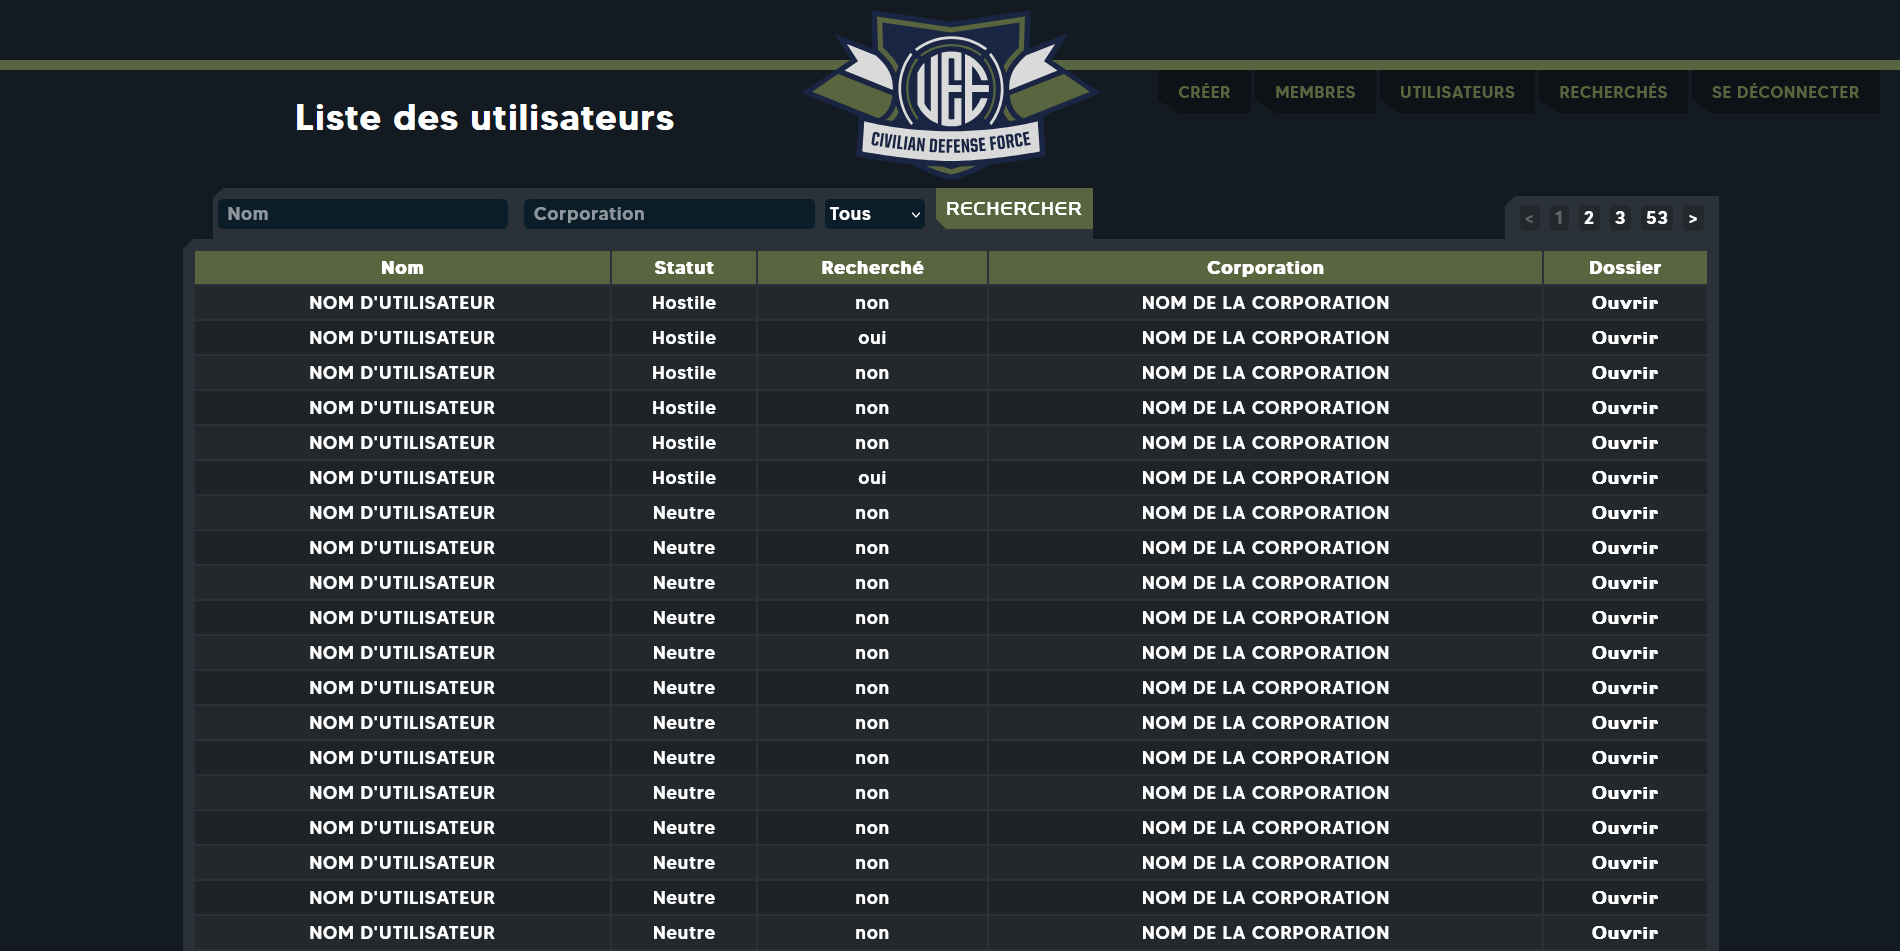 UEE
CIVILIAN DEFENSE FORCE
CRÉER MEMBRES UTILISATEURS RECHERCHÉS SE DÉCONNECTER
Liste des utilisateurs
Nom Corporation Tous RECHERCHER
< 1 2 3 53 >
Nom Statut Recherché Corporation Dossier
NOM D'UTILISATEUR Hostile non NOM DE LA CORPORATION Ouvrir
NOM D'UTILISATEUR Hostile oui NOM DE LA CORPORATION Ouvrir
NOM D'UTILISATEUR Hostile non NOM DE LA CORPORATION Ouvrir
NOM D'UTILISATEUR Hostile non NOM DE LA CORPORATION Ouvrir
NOM D'UTILISATEUR Hostile non NOM DE LA CORPORATION Ouvrir
NOM D'UTILISATEUR Hostile oui NOM DE LA CORPORATION Ouvrir
NOM D'UTILISATEUR Neutre non NOM DE LA CORPORATION Ouvrir
NOM D'UTILISATEUR Neutre non NOM DE LA CORPORATION Ouvrir
NOM D'UTILISATEUR Neutre non NOM DE LA CORPORATION Ouvrir
NOM D'UTILISATEUR Neutre non NOM DE LA CORPORATION Ouvrir
NOM D'UTILISATEUR Neutre non NOM DE LA CORPORATION Ouvrir
NOM D'UTILISATEUR Neutre non NOM DE LA CORPORATION Ouvrir
NOM D'UTILISATEUR Neutre non NOM DE LA CORPORATION Ouvrir
NOM D'UTILISATEUR Neutre non NOM DE LA CORPORATION Ouvrir
NOM D'UTILISATEUR Neutre non NOM DE LA CORPORATION Ouvrir
NOM D'UTILISATEUR Neutre non NOM DE LA CORPORATION Ouvrir
NOM D'UTILISATEUR Neutre non NOM DE LA CORPORATION Ouvrir
NOM D'UTILISATEUR Neutre non NOM DE LA CORPORATION Ouvrir
NOM D'UTILISATEUR Neutre non NOM DE LA CORPORATION Ouvrir